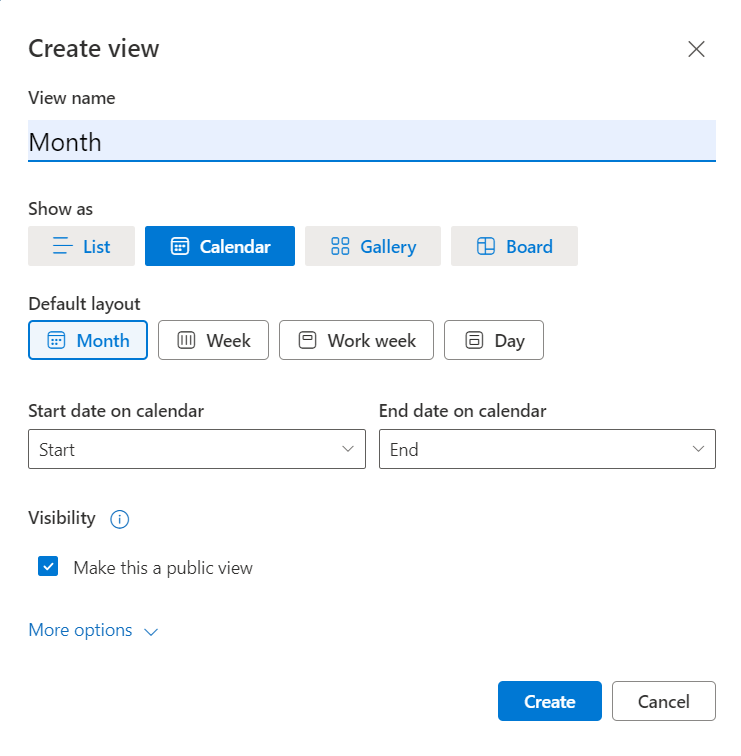 Create view
View name
Month
Show as
List Calendar Gallery Board
Default layout
Month Week Work week Day
Start date on calendar End date on calendar
Start End
Visibility
Make this a public view
More options
Create Cancel